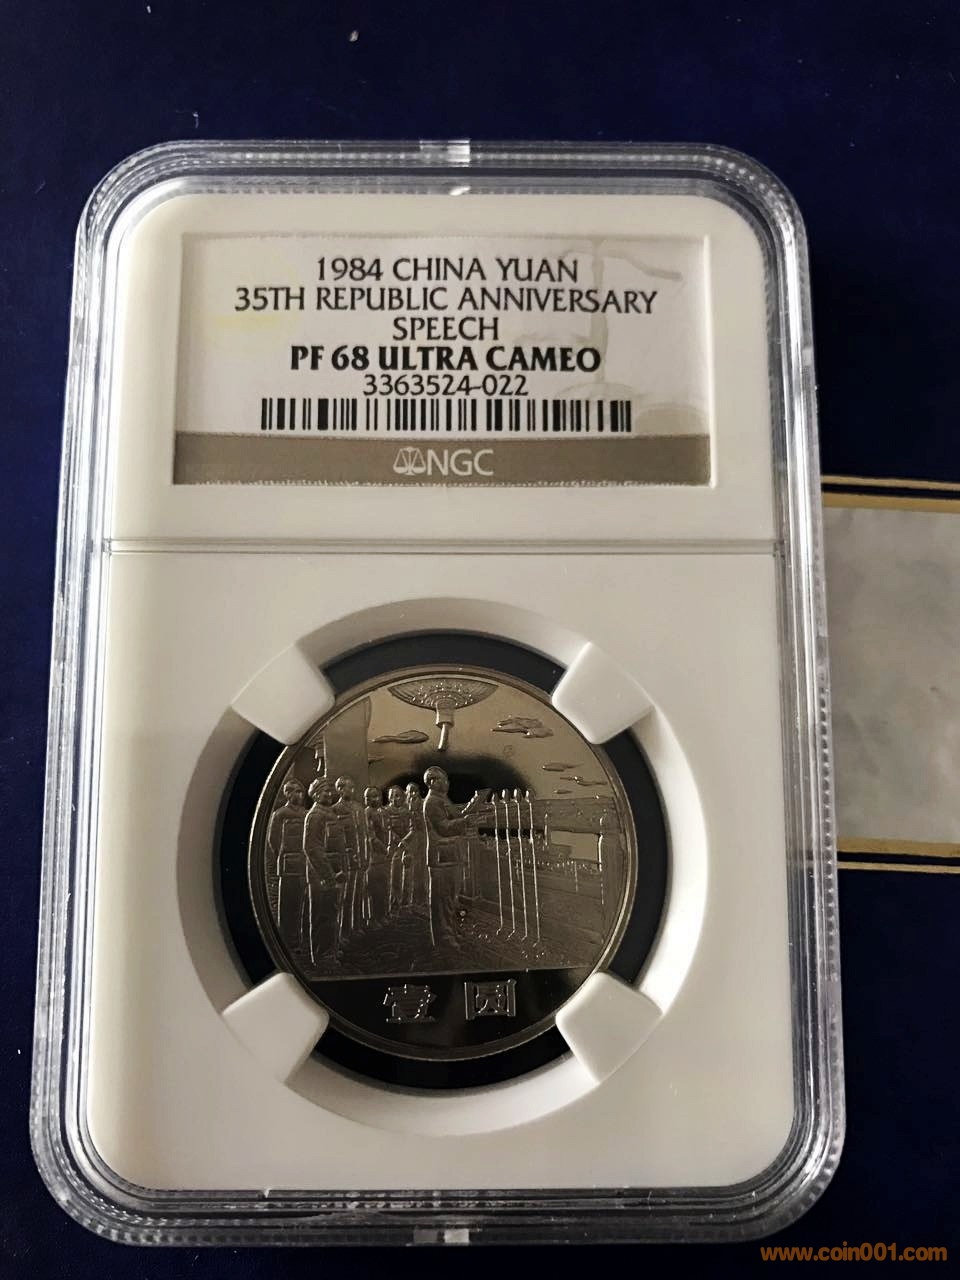 1984 CHINA YUAN
35TH REPUBLIC ANNIVERSARY
SPEECH
PF 68 ULTRA CAMEO
3363524-022
NGC
壹圆
www.coin001.com